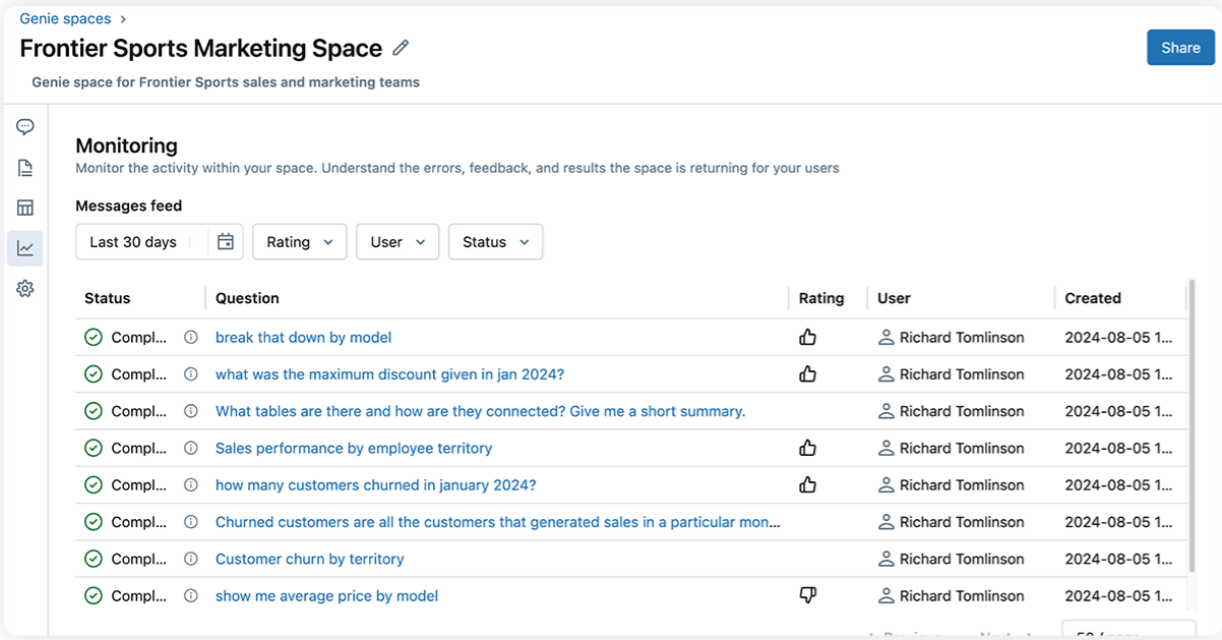 Genie spaces >
Frontier Sports Marketing Space
Share
Genie space for Frontier Sports sales and marketing teams
Monitoring
Monitor the activity within your space. Understand the errors, feedback, and results the space is returning for your users
Messages feed
Last 30 days Rating User Status
Status Question Rating User Created
Compl... break that down by model Richard Tomlinson 2024-08-05 1...
Compl... what was the maximum discount given in jan 2024? Richard Tomlinson 2024-08-05 1...
Compl... What tables are there and how are they connected? Give me a short summary. Richard Tomlinson 2024-08-05 1...
Compl... Sales performance by employee territory Richard Tomlinson 2024-08-05 1...
Compl... how many customers churned in january 2024? Richard Tomlinson 2024-08-05 1...
Compl... Churned customers are all the customers that generated sales in a particular mon... Richard Tomlinson 2024-08-05 1...
Compl... Customer churn by territory Richard Tomlinson 2024-08-05 1...
Compl... show me average price by model Richard Tomlinson 2024-08-05 1...